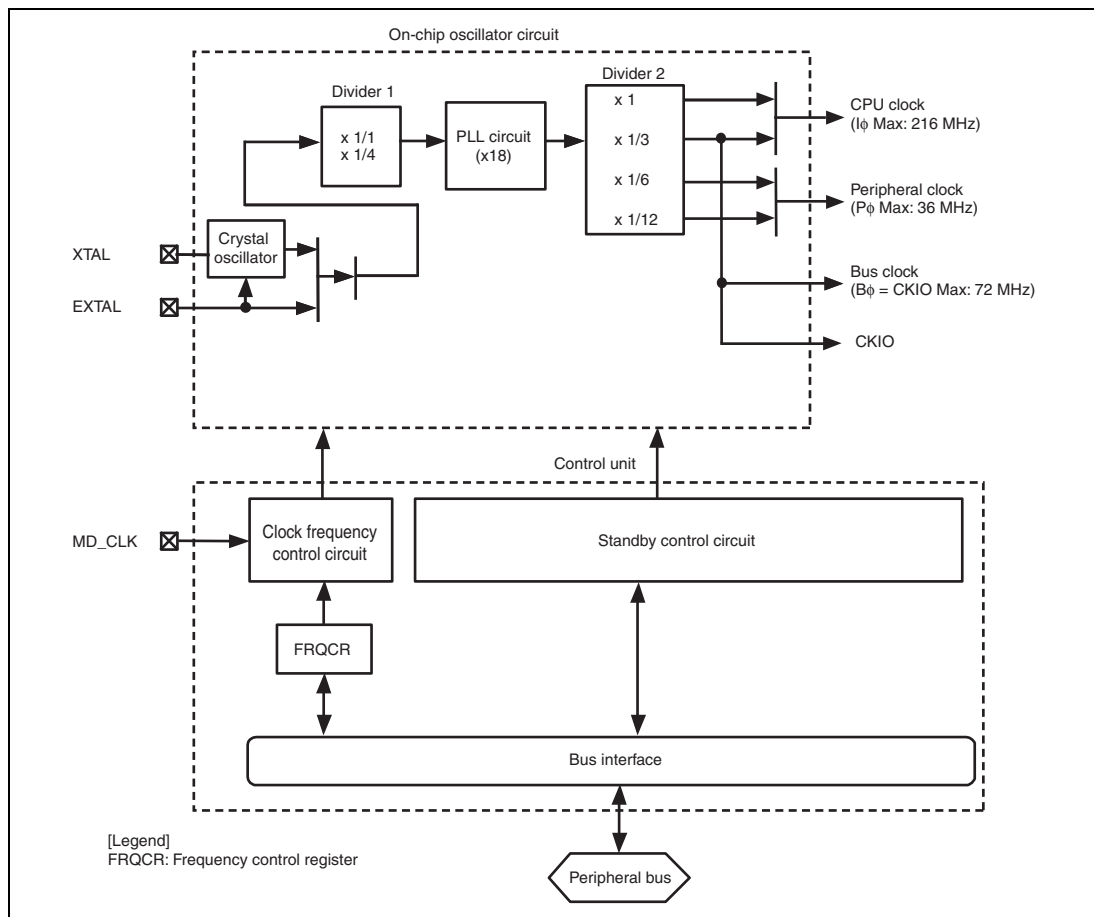 On-chip oscillator circuit
Divider 1
x 1/1
x 1/4
PLL circuit
(x18)
Divider 2
x 1
x 1/3
x 1/6
x 1/12
CPU clock
(Iϕ Max: 216 MHz)
Peripheral clock
(Pϕ Max: 36 MHz)
Bus clock
(Bϕ = CKIO Max: 72 MHz)
CKIO
XTAL
Crystal
oscillator
EXTAL
Control unit
MD_CLK
Clock frequency
control circuit
Standby control circuit
FRQCR
Bus interface
[Legend]
FRQCR: Frequency control register
Peripheral bus